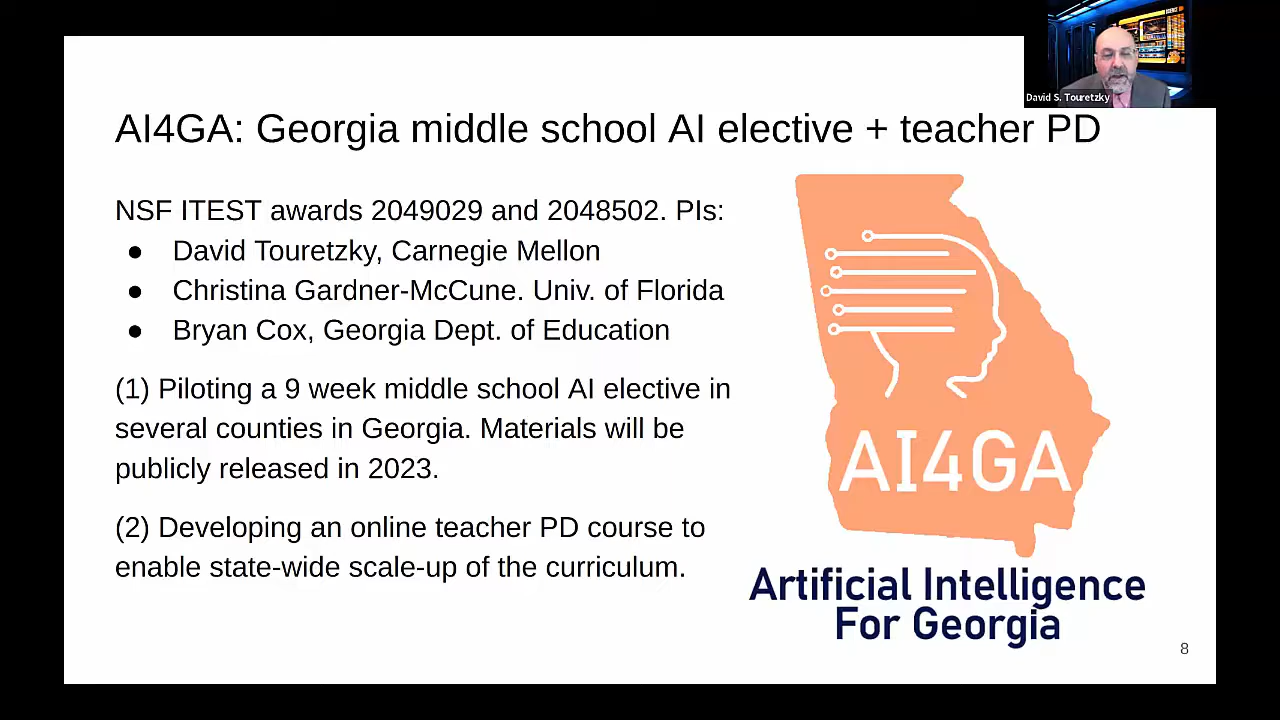 David S. Touretzky
AI4GA: Georgia middle school AI elective + teacher PD
NSF ITEST awards 2049029 and 2048502. PIs:
● David Touretzky, Carnegie Mellon
● Christina Gardner-McCune. Univ. of Florida
● Bryan Cox, Georgia Dept. of Education
(1) Piloting a 9 week middle school AI elective in
several counties in Georgia. Materials will be
publicly released in 2023.
(2) Developing an online teacher PD course to
enable state-wide scale-up of the curriculum.
AI4GA
Artificial Intelligence
For Georgia
8